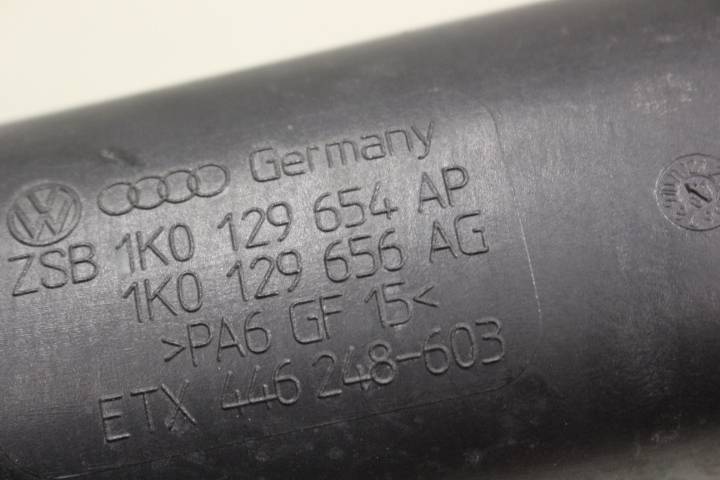 Germany
ZSB 1K0 129 654 AP
1K0 129 656 AG
>PA6 GF 15<
ETX 446 248-603